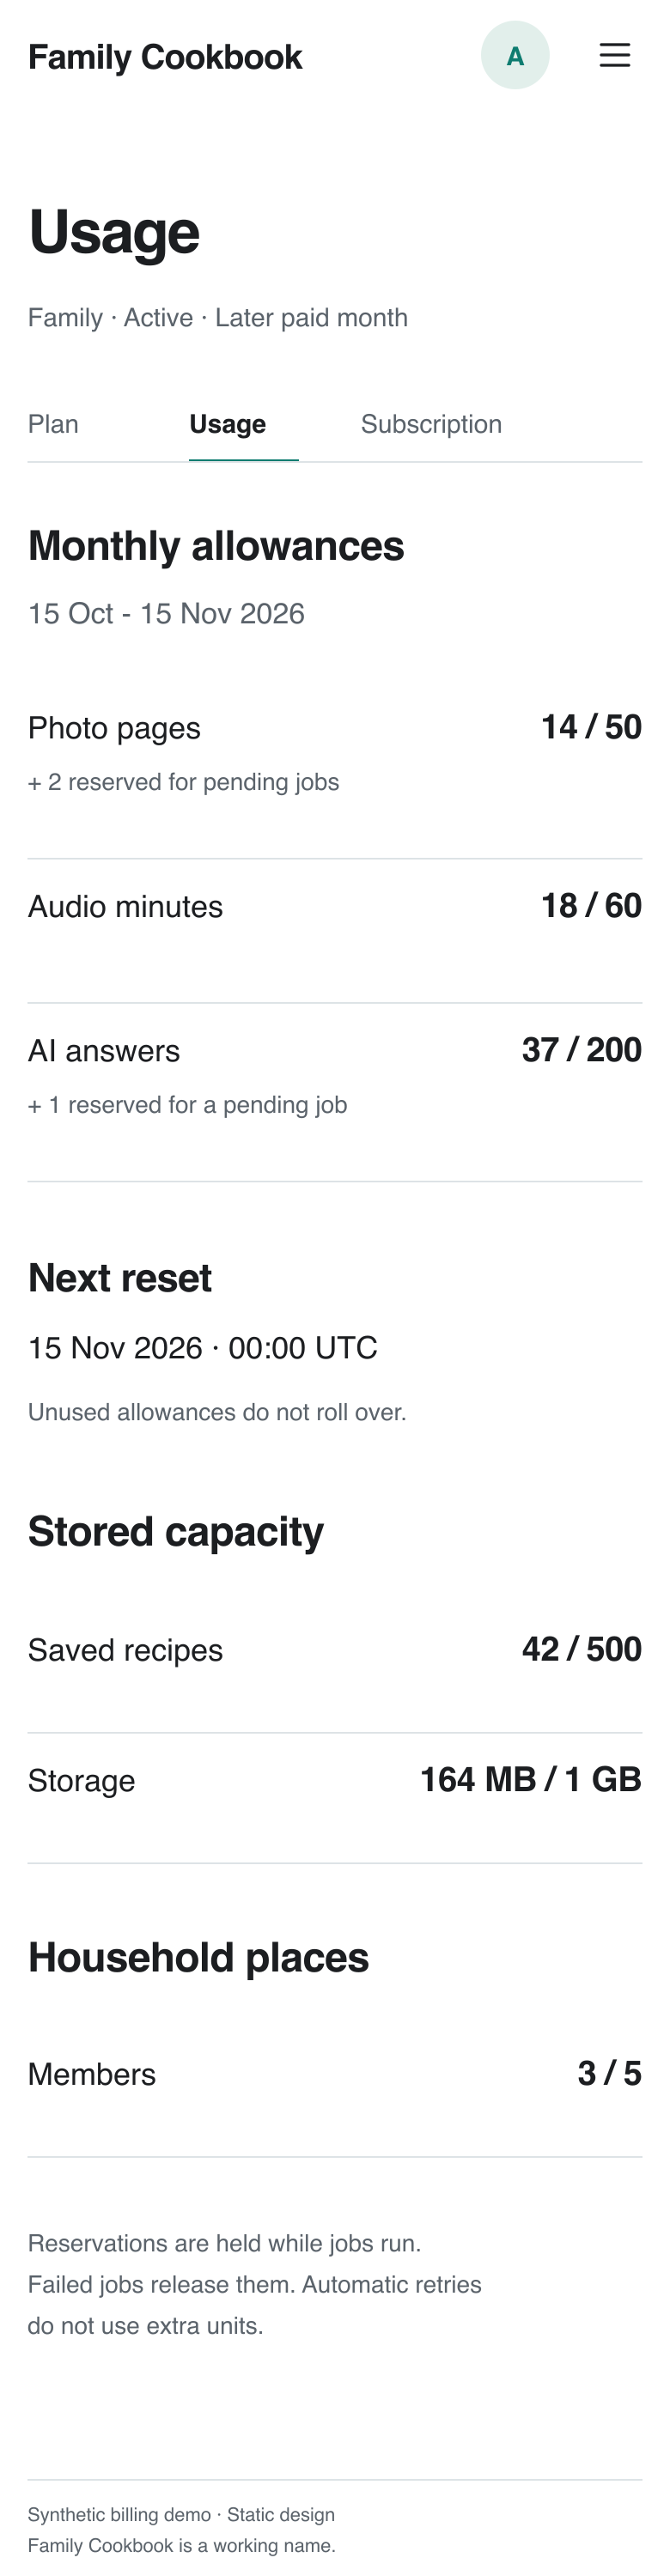 Family Cookbook
A
Usage
Family · Active · Later paid month
Plan Usage Subscription
Monthly allowances
15 Oct - 15 Nov 2026
Photo pages 14 / 50
+ 2 reserved for pending jobs
Audio minutes 18 / 60
AI answers 37 / 200
+ 1 reserved for a pending job
Next reset
15 Nov 2026 · 00:00 UTC
Unused allowances do not roll over.
Stored capacity
Saved recipes 42 / 500
Storage 164 MB / 1 GB
Household places
Members 3 / 5
Reservations are held while jobs run.
Failed jobs release them. Automatic retries
do not use extra units.
Synthetic billing demo · Static design
Family Cookbook is a working name.